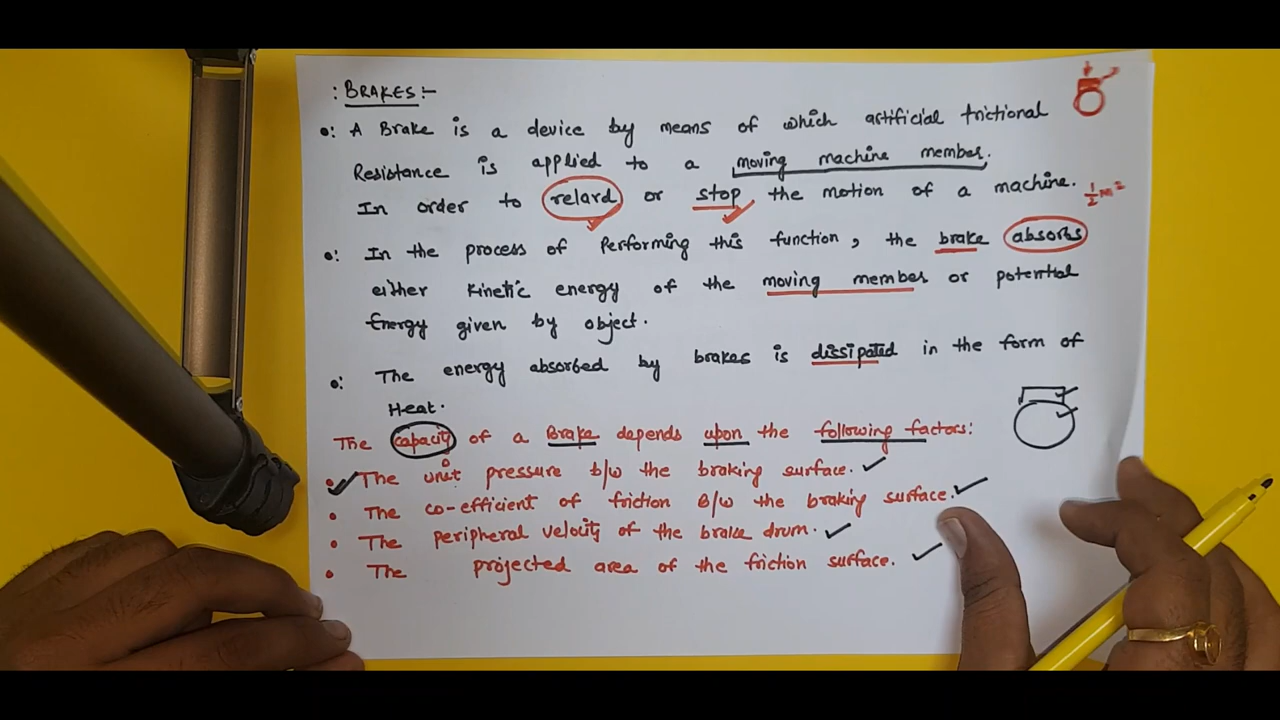 : BRAKES:-
•: A Brake is a device by means of which artificial frictional
Resistance is applied to a moving machine member.
In order to relard or stop the motion of a machine.
•: In the process of Performing this function, the brake absorbs
either Kinetic energy of the moving member or potential
Energy given by object.
•: The energy absorbed by brakes is dissipated in the form of
Heat.
The capacity of a Brake depends upon the following factors:
• The unit pressure b/w the braking surface.
• The co-efficient of friction B/w the braking surface.
• The peripheral velocity of the brake drum.
• The projected area of the friction surface.